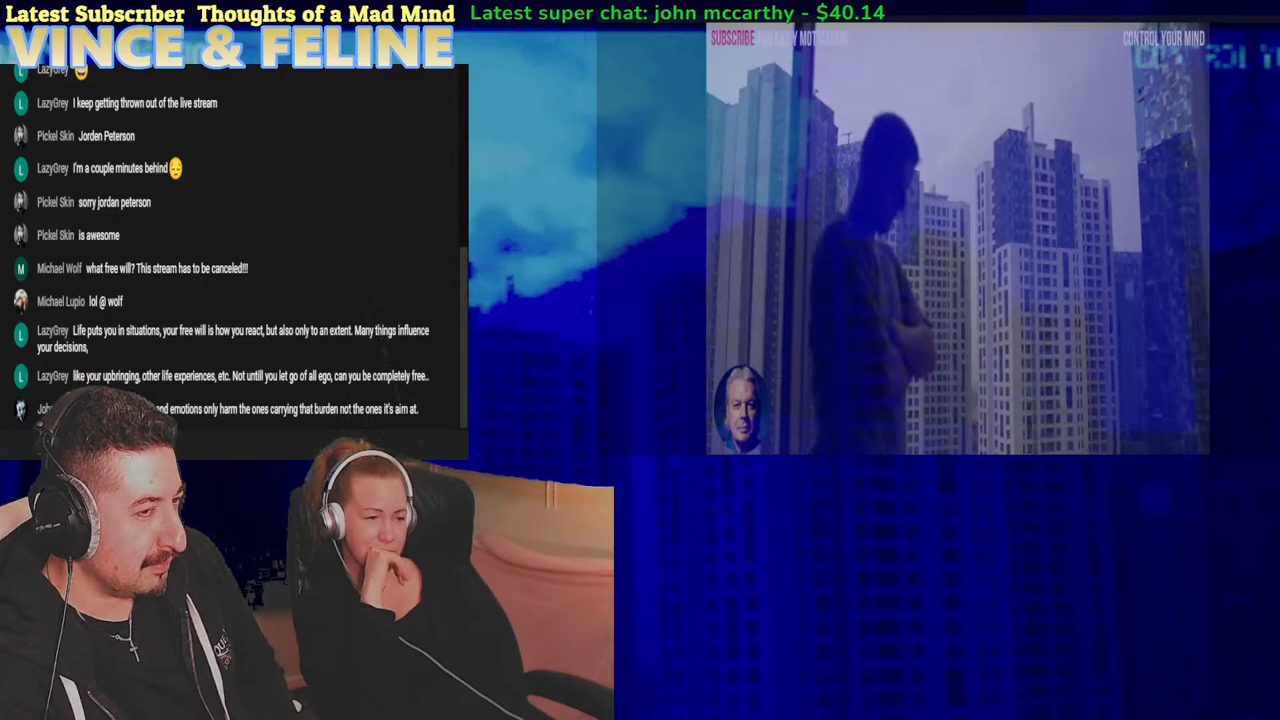 Latest Subscriber Thoughts of a Mad Mind
Latest super chat: john mccarthy - $40.14
VINCE & FELINE
LazyGrey
LazyGrey I keep getting thrown out of the live stream
Pickel Skin Jorden Peterson
LazyGrey I'm a couple minutes behind
Pickel Skin sorry jordan peterson
Pickel Skin is awesome
Michael Wolf what free will? This stream has to be canceled!!!
Michael Lupio lol @ wolf
LazyGrey Life puts you in situations, your free will is how you react, but also only to an extent. Many things influence
your decisions,
LazyGrey like your upbringing, other life experiences, etc. Not untill you let go of all ego, can you be completely free..
and emotions only harm the ones carrying that burden not the ones it's aim at.
SUBSCRIBE
CONTROL YOUR MIND